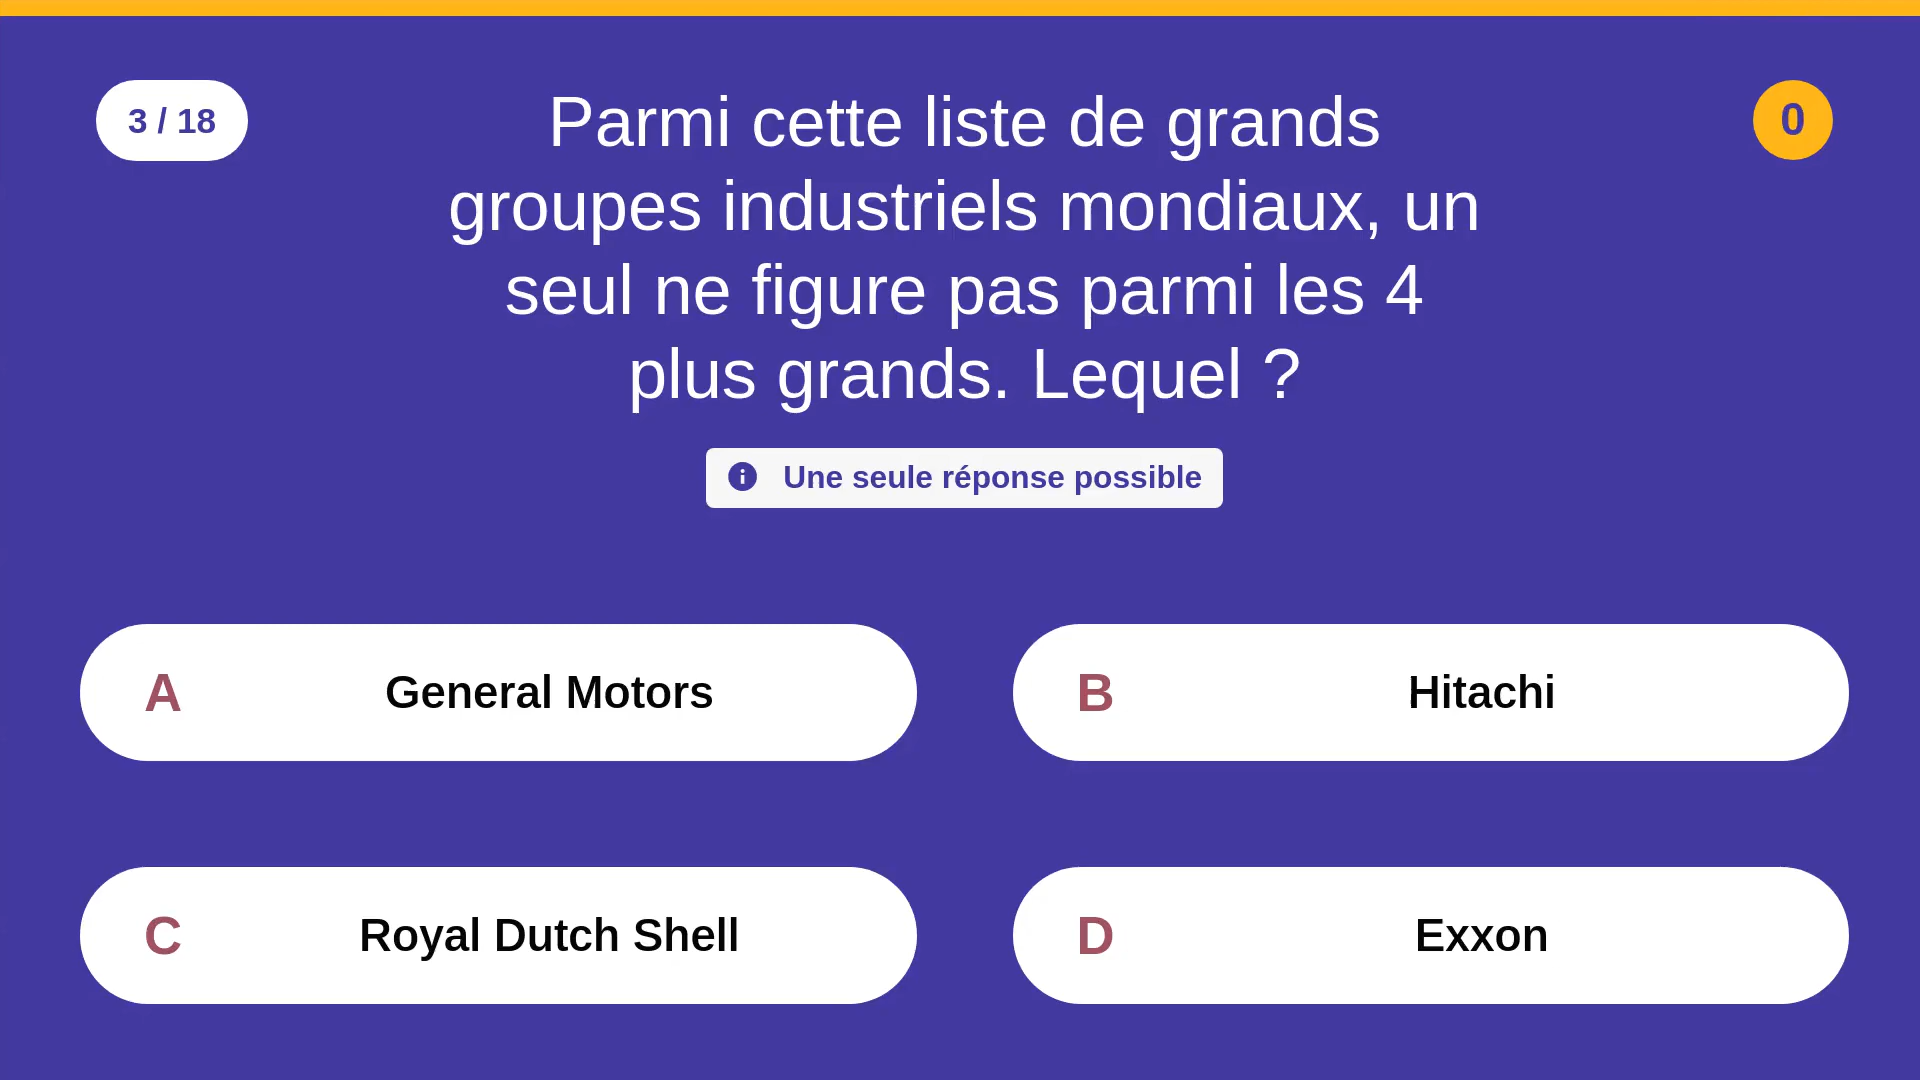 3 / 18
Parmi cette liste de grands
groupes industriels mondiaux, un
seul ne figure pas parmi les 4
plus grands. Lequel ?
0
Une seule réponse possible
A General Motors
B Hitachi
C Royal Dutch Shell
D Exxon